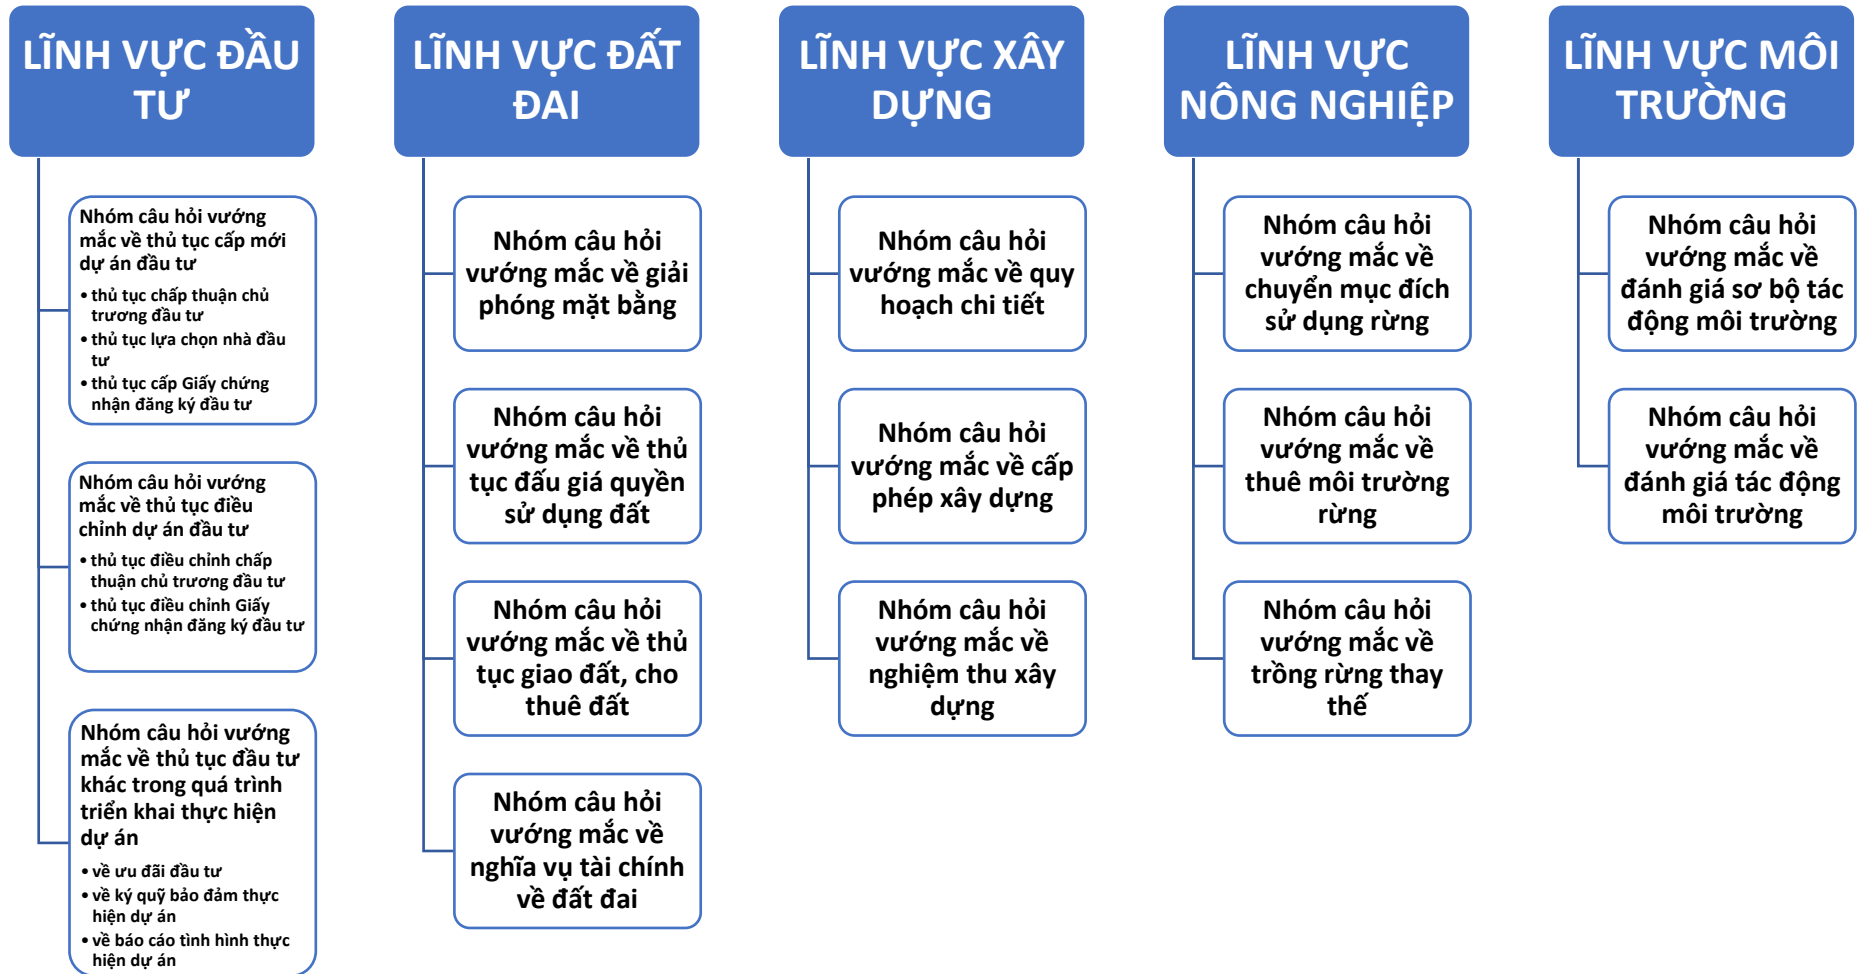 LĨNH VỰC ĐẦU
TƯ
Nhóm câu hỏi vướng
mắc về thủ tục cấp mới
dự án đầu tư
• thủ tục chấp thuận chủ
trương đầu tư
• thủ tục lựa chọn nhà đầu
tư
• thủ tục cấp Giấy chứng
nhận đăng ký đầu tư
Nhóm câu hỏi vướng
mắc về thủ tục điều
chỉnh dự án đầu tư
• thủ tục điều chỉnh chấp
thuận chủ trương đầu tư
• thủ tục điều chỉnh Giấy
chứng nhận đăng ký đầu tư
Nhóm câu hỏi vướng
mắc về thủ tục đầu tư
khác trong quá trình
triển khai thực hiện
dự án
• về ưu đãi đầu tư
• về ký quỹ bảo đảm thực
hiện dự án
• về báo cáo tình hình thực
hiện dự án
LĨNH VỰC ĐẤT
ĐAI
Nhóm câu hỏi
vướng mắc về giải
phóng mặt bằng
Nhóm câu hỏi
vướng mắc về thủ
tục đấu giá quyền
sử dụng đất
Nhóm câu hỏi
vướng mắc về thủ
tục giao đất, cho
thuê đất
Nhóm câu hỏi
vướng mắc về
nghĩa vụ tài chính
về đất đai
LĨNH VỰC XÂY
DỰNG
Nhóm câu hỏi
vướng mắc về quy
hoạch chi tiết
Nhóm câu hỏi
vướng mắc về cấp
phép xây dựng
Nhóm câu hỏi
vướng mắc về
nghiệm thu xây
dựng
LĨNH VỰC
NÔNG NGHIỆP
Nhóm câu hỏi
vướng mắc về
chuyển mục đích
sử dụng rừng
Nhóm câu hỏi
vướng mắc về
thuê môi trường
rừng
Nhóm câu hỏi
vướng mắc về
trồng rừng thay
thế
LĨNH VỰC MÔI
TRƯỜNG
Nhóm câu hỏi
vướng mắc về
đánh giá sơ bộ tác
động môi trường
Nhóm câu hỏi
vướng mắc về
đánh giá tác động
môi trường